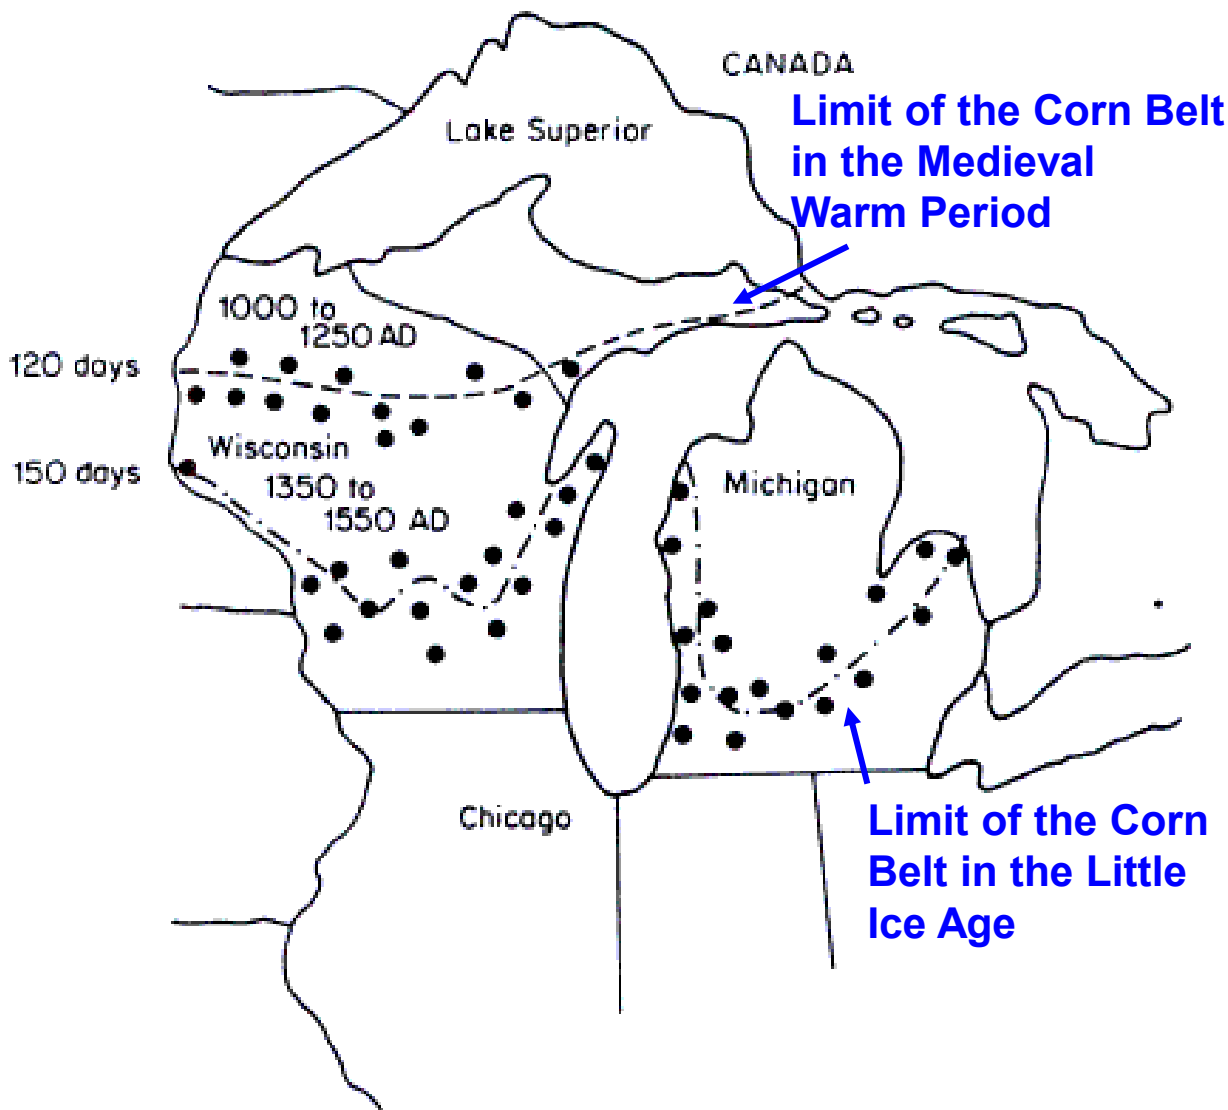 CANADA
Limit of the Corn Belt
in the Medieval
Warm Period
Lake Superior
1000 to
1250 AD
120 days
Wisconsin
150 days
1350 to
1550 AD
Michigan
Chicago
Limit of the Corn
Belt in the Little
Ice Age